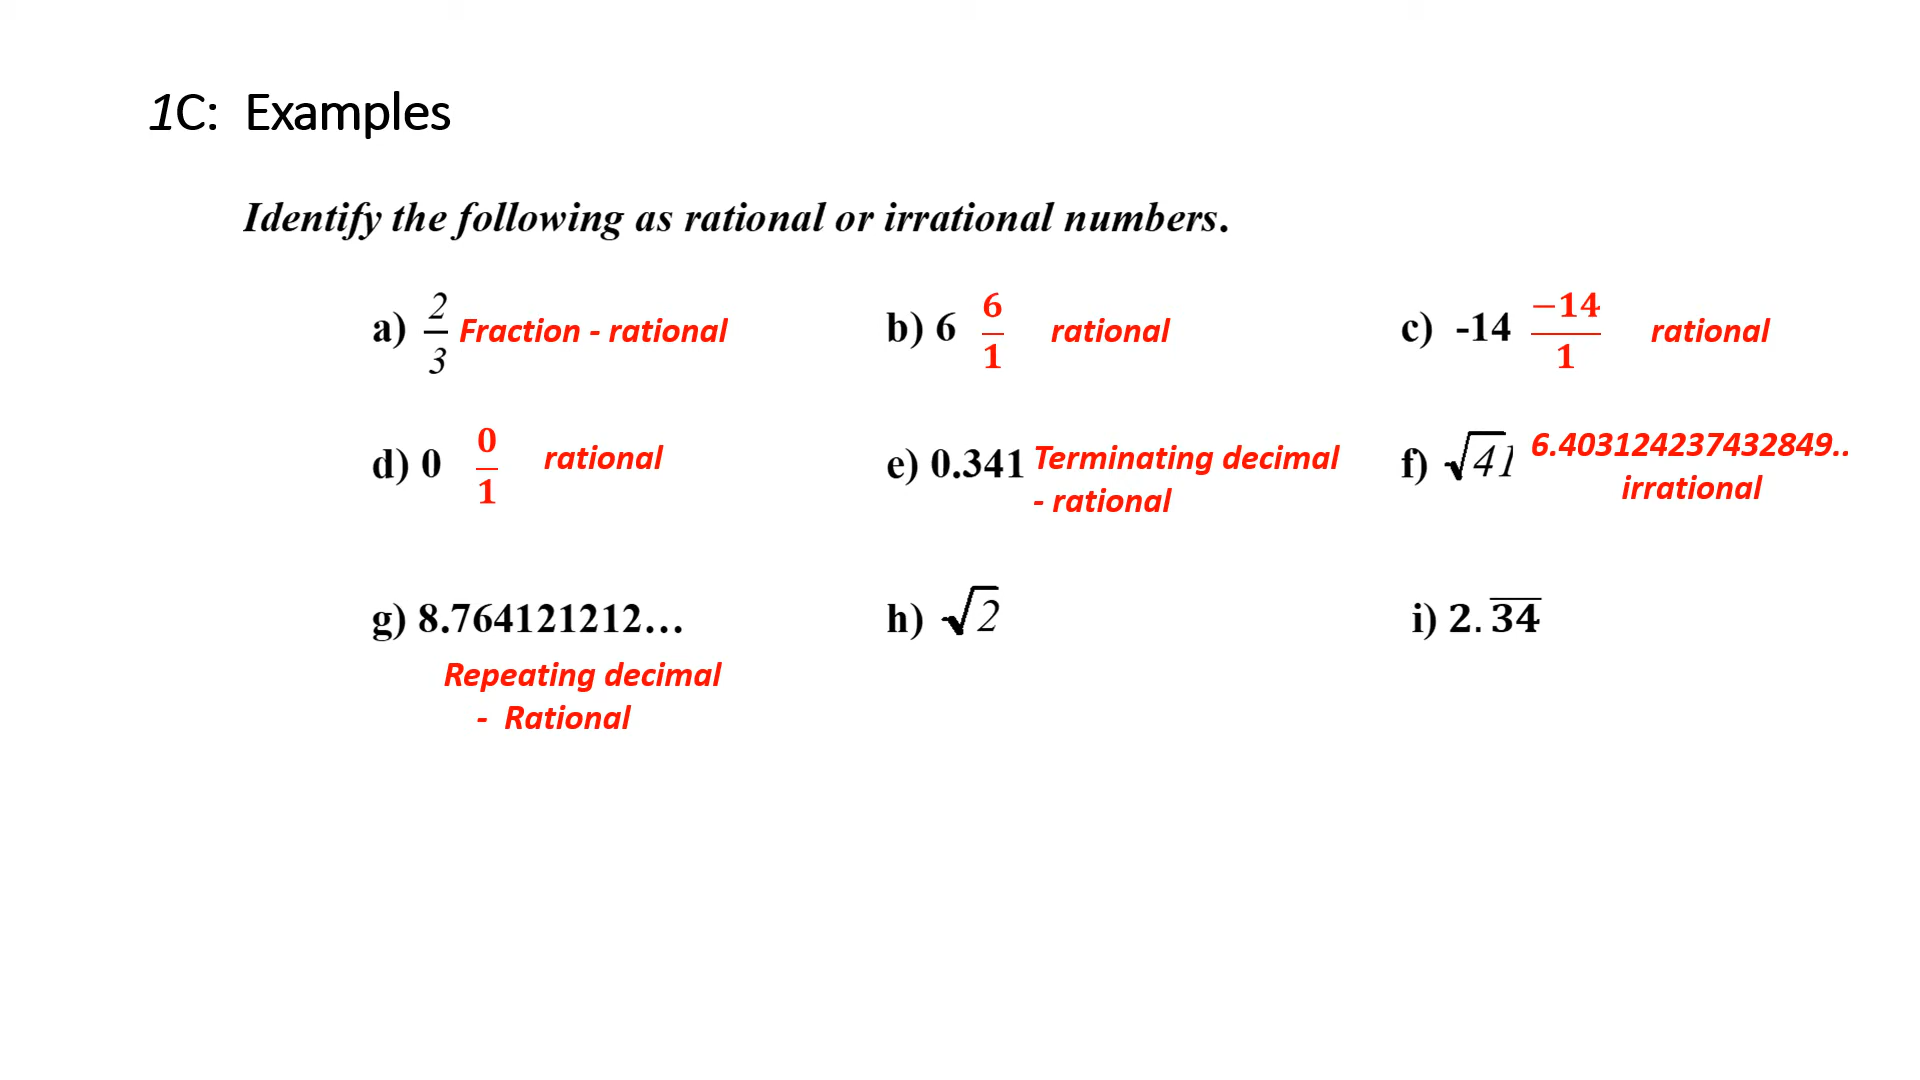 1C: Examples
Identify the following as rational or irrational numbers.
a) 2/3 Fraction - rational
b) 6 6/1 rational
c) -14 −14/1 rational
d) 0 0/1 rational
e) 0.341 Terminating decimal
- rational
f) √41 6.403124237432849..
irrational
g) 8.764121212...
Repeating decimal
- Rational
h) √2
i) 2.3̅4̅